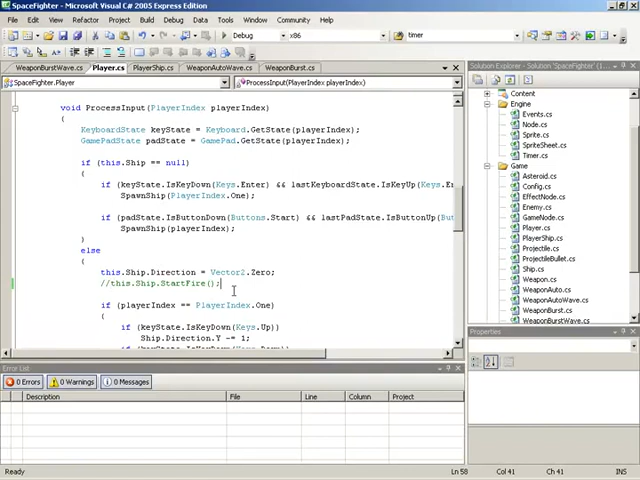 SpaceFighter - Microsoft Visual C# 2005 Express Edition
File Edit View Refactor Project Build Debug Data Tools Window Community Help
Debug x86 timer
WeaponBurstWave.cs Player.cs PlayerShip.cs WeaponAutoWave.cs WeaponBurst.cs
SpaceFighter.Player ProcessInput(PlayerIndex playerIndex)
void ProcessInput(PlayerIndex playerIndex)
{
KeyboardState keyState = Keyboard.GetState(playerIndex);
GamePadState padState = GamePad.GetState(playerIndex);
if (this.Ship == null)
{
if (keyState.IsKeyDown(Keys.Enter) && lastKeyboardState.IsKeyUp(Keys.En
SpawnShip(PlayerIndex.One);
if (padState.IsButtonDown(Buttons.Start) && lastPadState.IsButtonUp(But
SpawnShip(playerIndex);
}
else
{
this.Ship.Direction = Vector2.Zero;
//this.Ship.StartFire();
if (playerIndex == PlayerIndex.One)
{
if (keyState.IsKeyDown(Keys.Up))
Ship.Direction.Y -= 1;
if (keyState.IsKeyDown(Keys.Down))
Solution Explorer - SpaceFighter
Content
Engine
Events.cs
Node.cs
Sprite.cs
SpriteSheet.cs
Timer.cs
Game
Asteroid.cs
Config.cs
EffectNode.cs
Enemy.cs
GameNode.cs
Player.cs
PlayerShip.cs
Projectile.cs
ProjectileBullet.cs
Ship.cs
Weapon.cs
WeaponAuto.cs
WeaponAutoWave.cs
WeaponBurst.cs
WeaponBurstWave.cs
Properties
Error List
0 Errors 0 Warnings 0 Messages
Description File Line Column Project
Ready Ln 58 Col 41 Ch 41 INS